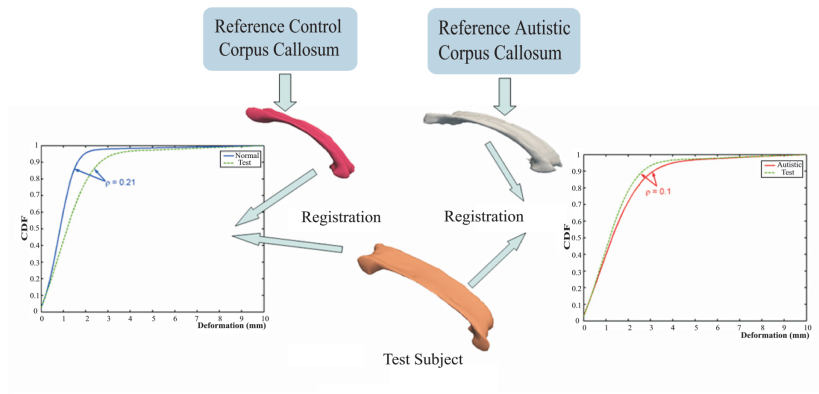 Reference Control
Corpus Callosum
Reference Autistic
Corpus Callosum
1
0.9
0.8
0.7
0.6
0.5
0.4
0.3
0.2
0.1
0
CDF
Normal
Test
ρ = 0.21
0 1 2 3 4 5 6 7 8 9 10
Deformation (mm)
Registration
Registration
Test Subject
1
0.9
0.8
0.7
0.6
0.5
0.4
0.3
0.2
0.1
0
CDF
Autistic
Test
ρ = 0.1
0 1 2 3 4 5 6 7 8 9 10
Deformation (mm)